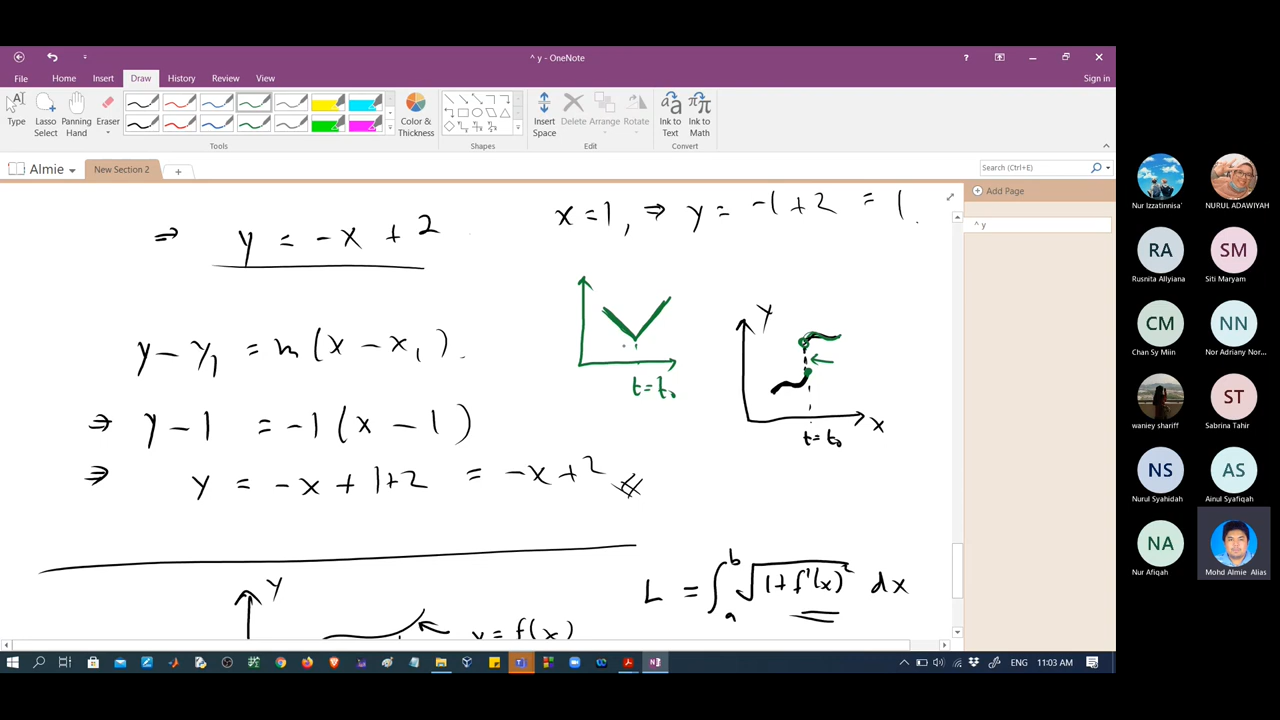 ^ y - OneNote
? 
File Home Insert Draw History Review View
Sign in
Type
Lasso Select
Panning Hand
Eraser
Color & Thickness
Insert Space
Delete
Arrange
Rotate
Ink to Text
Ink to Math
Tools
Shapes
Edit
Convert
Almie
New Section 2
+
Search (Ctrl+E)
Add Page
^ y
x = 1, ⇒ y = -1+2 = 1.
⇒ y = -x + 2
t = t₀
Y
X
t = t₀
y - y₁ = m(x - x₁).
⇒ y - 1 = -1(x - 1)
⇒ y = -x + 1+2 = -x+2
Y
y = f(x)
L = ∫ₐᵇ √(1+f'(x)²) dx
Nur Izzatinnisa'
NURUL ADAWIYAH
RA
Rusnita Allyiana
SM
Siti Maryam
CM
Chan Sy Miin
NN
Nor Adriany Nor...
waniey shariff
ST
Sabrina Tahir
NS
Nurul Syahidah
AS
Ainul Syafiqah
NA
Nur Afiqah
Mohd Almie Alias
ENG
11:03 AM